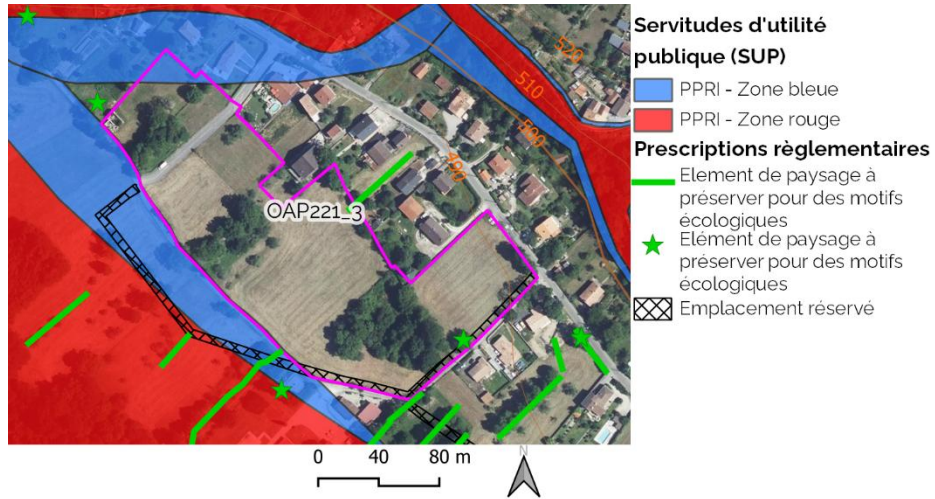 OAP221_3
520
510
500
490
0 40 80 m
N
Servitudes d'utilité
publique (SUP)
PPRI - Zone bleue
PPRI - Zone rouge
Prescriptions règlementaires
Element de paysage à
préserver pour des motifs
écologiques
Elément de paysage à
préserver pour des motifs
écologiques
Emplacement réservé